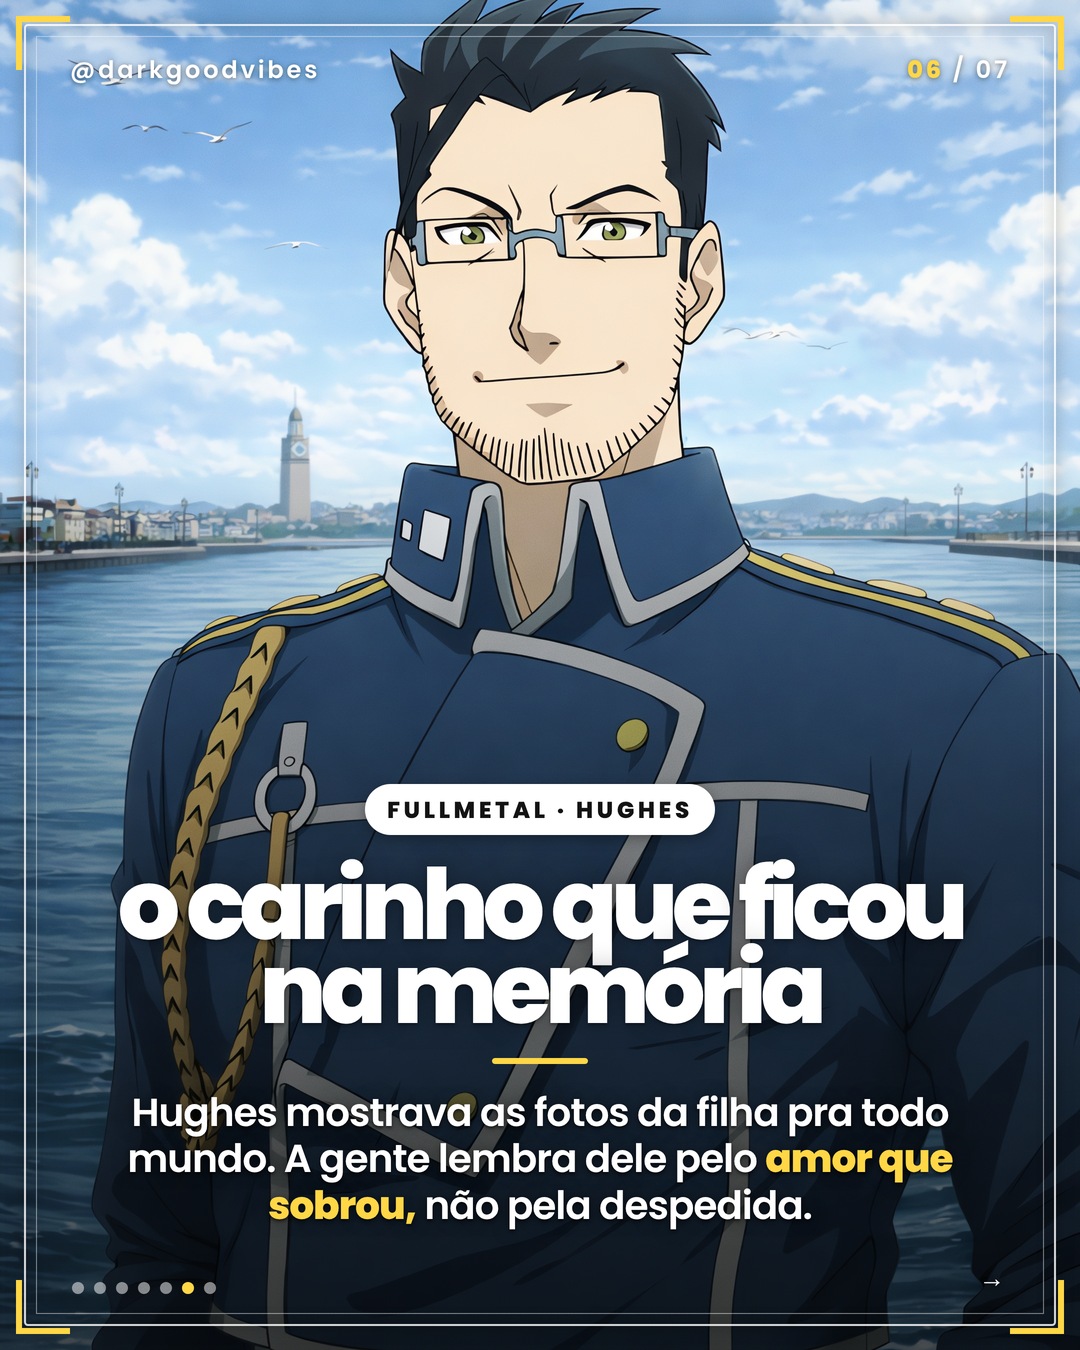 @darkgoodvibes
06 / 07
FULLMETAL · HUGHES
o carinho que ficou
na memória
Hughes mostrava as fotos da filha pra todo
mundo. A gente lembra dele pelo amor que
sobrou, não pela despedida.
→